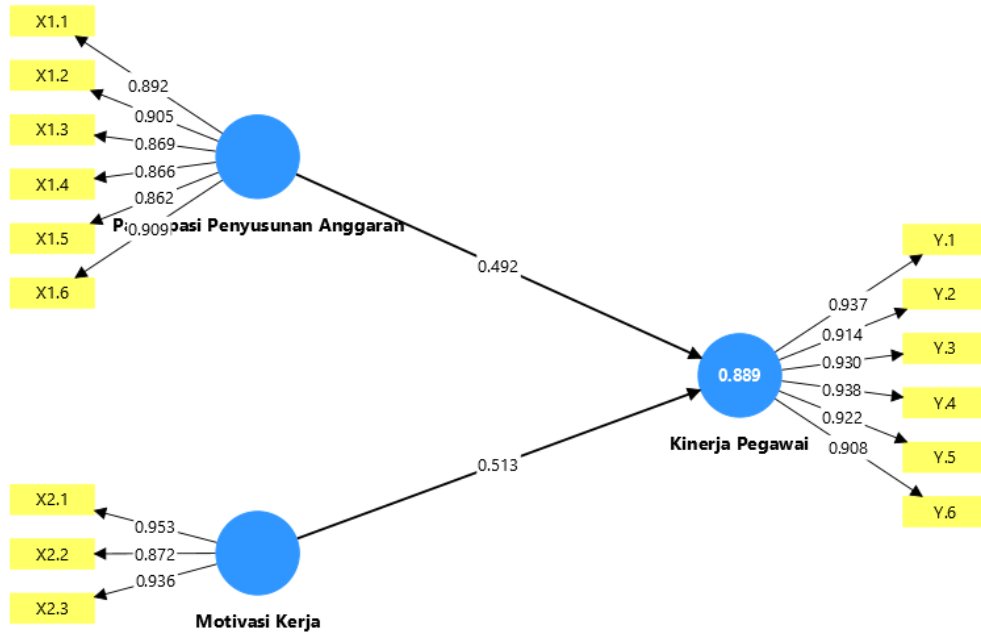 X1.1
X1.2
X1.3
X1.4
X1.5
X1.6
0.892
0.905
0.869
0.866
0.862
0.909
Penyusunan Anggaran
0.492
X2.1
X2.2
X2.3
0.953
0.872
0.936
Motivasi Kerja
0.513
0.889
Kinerja Pegawai
0.937
0.914
0.930
0.938
0.922
0.908
Y.1
Y.2
Y.3
Y.4
Y.5
Y.6